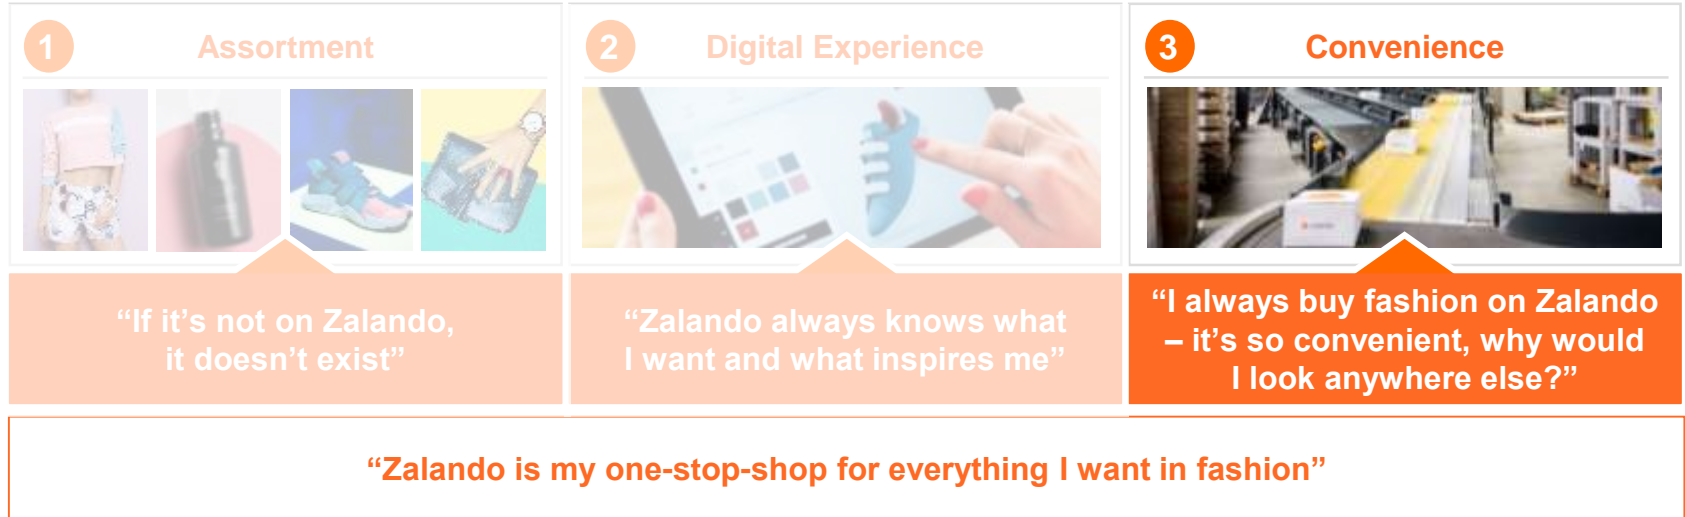 1
Assortment
2
Digital Experience
3
Convenience
“If it’s not on Zalando,
it doesn’t exist”
“Zalando always knows what
I want and what inspires me”
“I always buy fashion on Zalando
– it’s so convenient, why would
I look anywhere else?”
“Zalando is my one-stop-shop for everything I want in fashion”